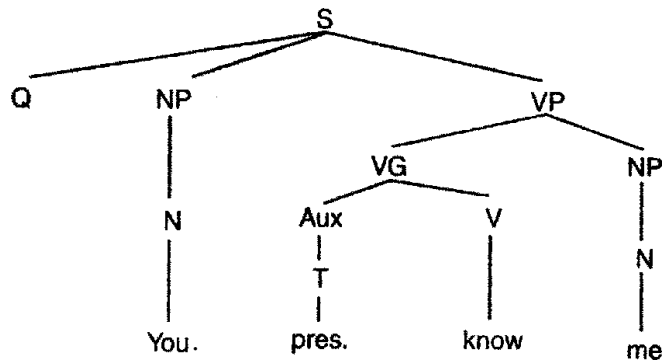 S
Q NP VP
VG NP
N Aux V
T N
You. pres. know me